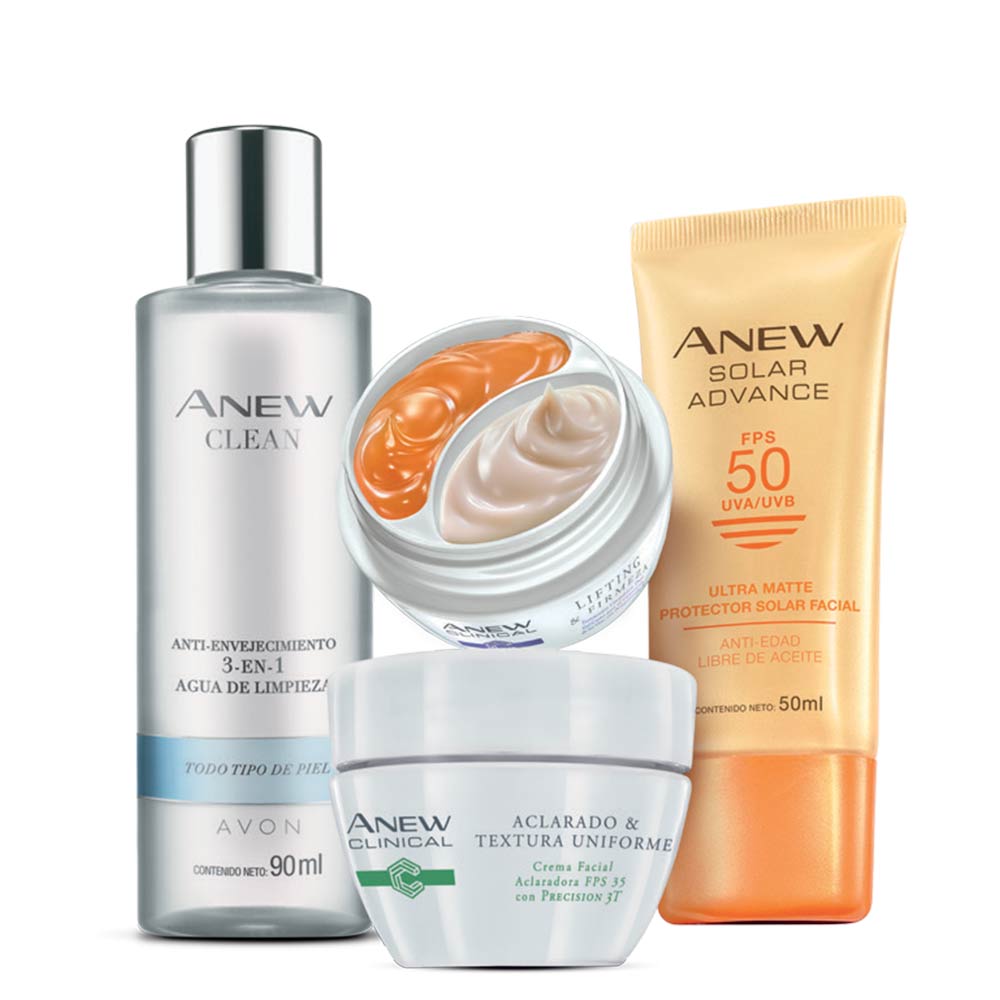 ANEW
CLEAN
ANTI-ENVEJECIMIENTO
3-EN-1
AGUA DE LIMPIEZA
TODO TIPO DE PIEL
AVON
CONTENIDO NETO: 90ml
LIFTING
& FIRMEZA
ANEW
CLINICAL
ANEW
CLINICAL
ACLARADO &
TEXTURA UNIFORME
Crema Facial
Aclaradora FPS 35
con PRECISION 3T
ANEW
SOLAR
ADVANCE
FPS
50
UVA/UVB
ULTRA MATTE
PROTECTOR SOLAR FACIAL
ANTI-EDAD
LIBRE DE ACEITE
CONTENIDO NETO: 50ml